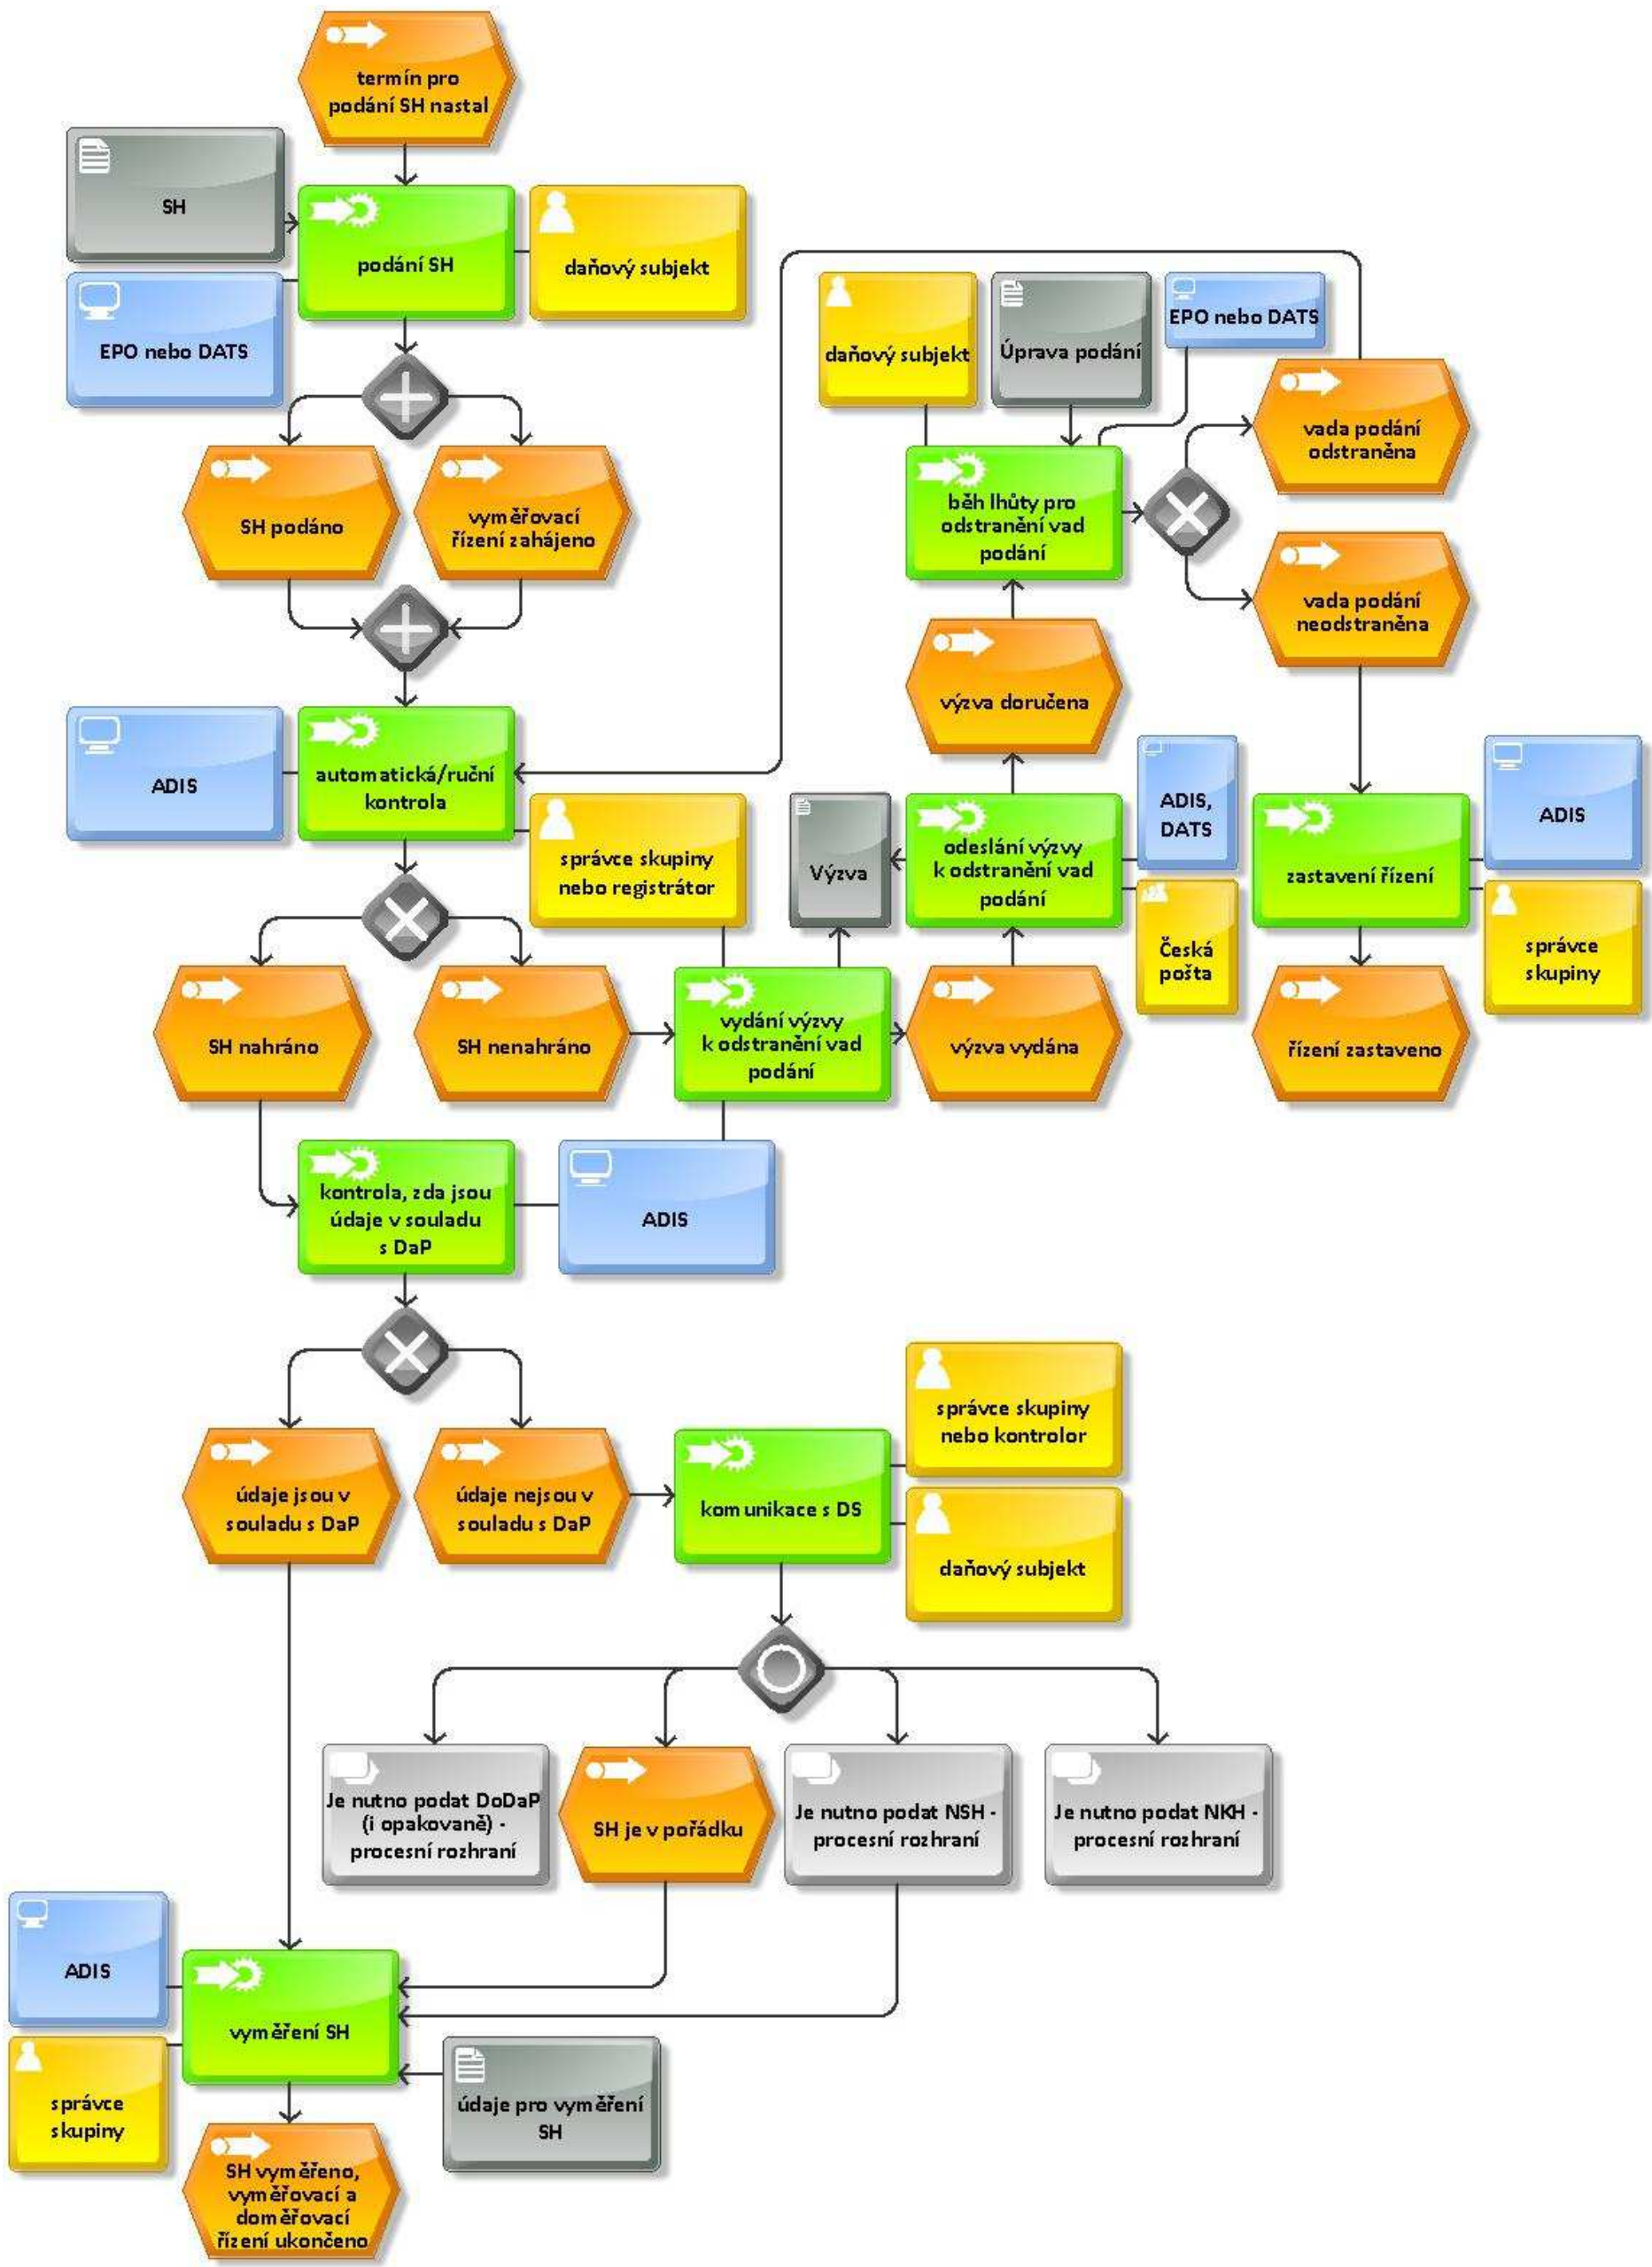 termín pro
podání SH nastal
SH
podání SH
daňový subjekt
EPO nebo DATS
SH podáno
vyměřovací
řízení zahájeno
daňový subjekt
Úprava podání
EPO nebo DATS
vada podání
odstraněna
běh lhůty pro
odstranění vad
podání
vada podání
neodstraněna
výzva doručena
ADIS
automatická/ruční
kontrola
správce skupiny
nebo registrátor
Výzva
odeslání výzvy
k odstranění vad
podání
ADIS,
DATS
Česká
pošta
zastavení řízení
ADIS
správce
skupiny
SH nahráno
SH nenahráno
vydání výzvy
k odstranění vad
podání
výzva vydána
řízení zastaveno
kontrola, zda jsou
údaje v souladu
s DaP
ADIS
údaje jsou v
souladu s DaP
údaje nejsou v
souladu s DaP
komunikace s DS
správce skupiny
nebo kontrolor
daňový subjekt
Je nutno podat DoDaP
(i opakovaně) -
procesní rozhraní
SH je v pořádku
Je nutno podat NSH -
procesní rozhraní
Je nutno podat NKH -
procesní rozhraní
ADIS
vyměření SH
správce
skupiny
údaje pro vyměření
SH
SH vyměřeno,
vyměřovací a
doměřovací
řízení ukončeno